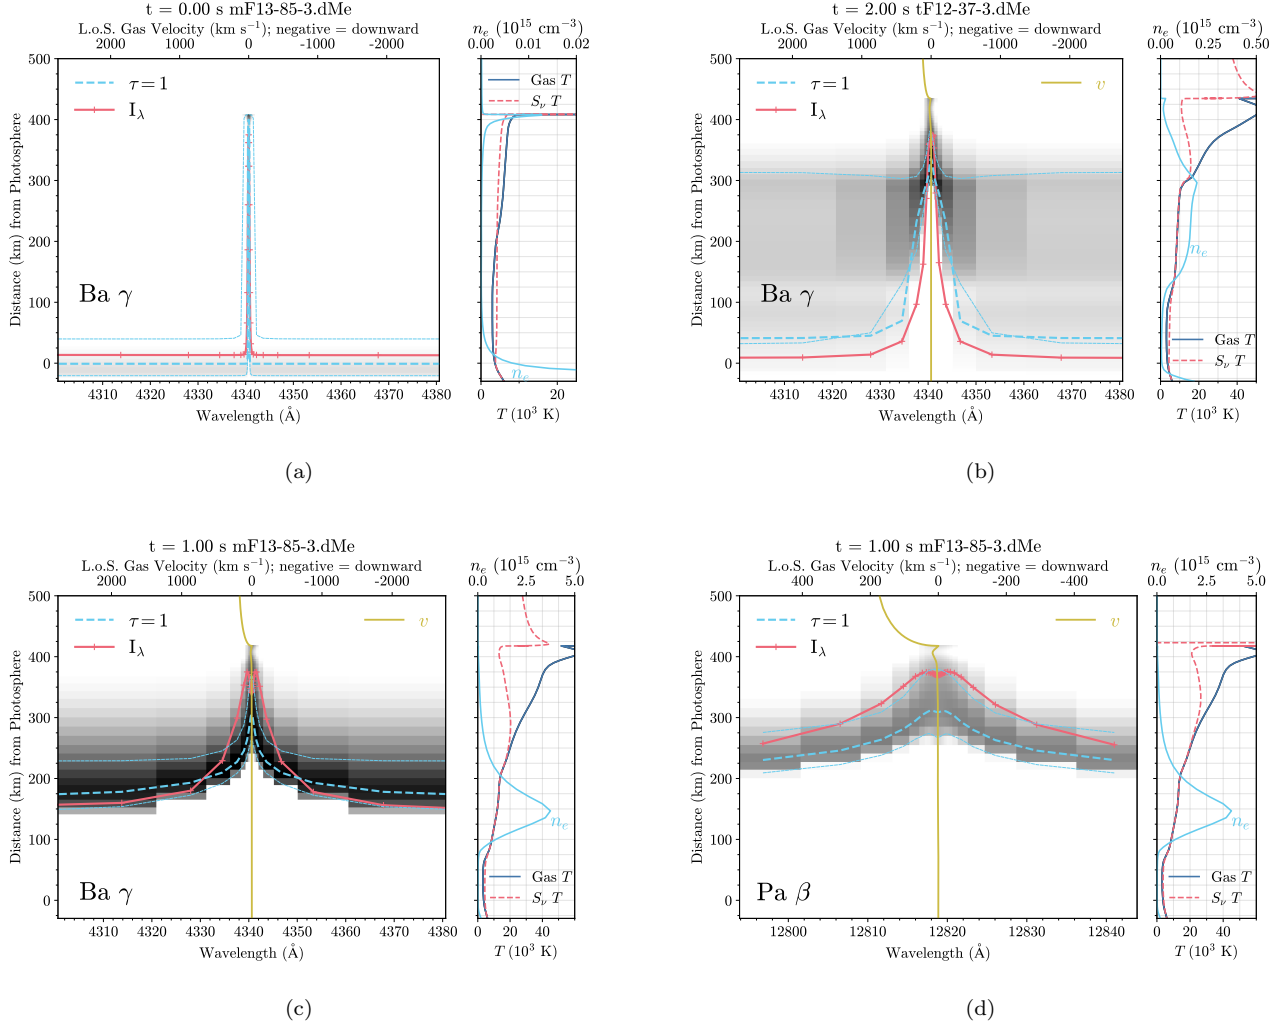 t = 0.00 s mF13-85-3.dMe
L.o.S. Gas Velocity (km s⁻¹); negative = downward
2000 1000 0 -1000 -2000
500
400
300
200
100
0
Distance (km) from Photosphere
τ = 1
I_λ
Ba γ
4310 4320 4330 4340 4350 4360 4370 4380
Wavelength (Å)
n_e (10¹⁵ cm⁻³)
0.00 0.01 0.02
Gas T
S_ν T
n_e
0 20
T (10³ K)
(a)
t = 2.00 s tF12-37-3.dMe
L.o.S. Gas Velocity (km s⁻¹); negative = downward
2000 1000 0 -1000 -2000
500
400
300
200
100
0
Distance (km) from Photosphere
τ = 1
I_λ
v
Ba γ
4310 4320 4330 4340 4350 4360 4370 4380
Wavelength (Å)
n_e (10¹⁵ cm⁻³)
0.00 0.25 0.50
n_e
Gas T
S_ν T
0 20 40
T (10³ K)
(b)
t = 1.00 s mF13-85-3.dMe
L.o.S. Gas Velocity (km s⁻¹); negative = downward
2000 1000 0 -1000 -2000
500
400
300
200
100
0
Distance (km) from Photosphere
τ = 1
I_λ
v
Ba γ
4310 4320 4330 4340 4350 4360 4370 4380
Wavelength (Å)
n_e (10¹⁵ cm⁻³)
0.0 2.5 5.0
n_e
Gas T
S_ν T
0 20 40
T (10³ K)
(c)
t = 1.00 s mF13-85-3.dMe
L.o.S. Gas Velocity (km s⁻¹); negative = downward
400 200 0 -200 -400
500
400
300
200
100
0
Distance (km) from Photosphere
τ = 1
I_λ
v
Pa β
12800 12810 12820 12830 12840
Wavelength (Å)
n_e (10¹⁵ cm⁻³)
0.0 2.5 5.0
n_e
Gas T
S_ν T
0 20 40
T (10³ K)
(d)